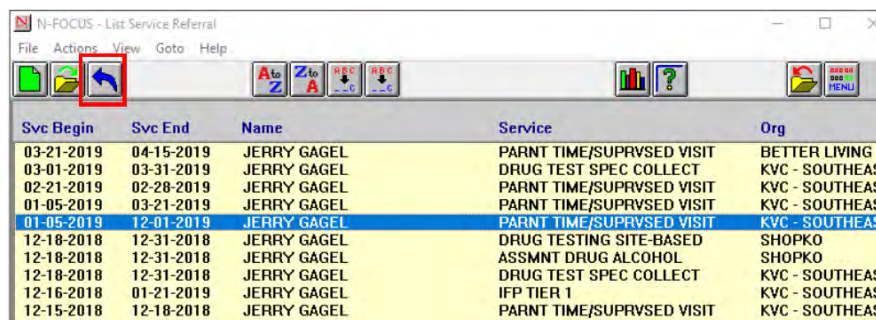 N-FOCUS - List Service Referral
File Actions View Goto Help
A to Z Z to A ABC _ _C ABC _ _C ? MENU
Svc Begin Svc End Name Service Org
03-21-2019 04-15-2019 JERRY GAGEL PARNT TIME/SUPRVSED VISIT BETTER LIVING
03-01-2019 03-31-2019 JERRY GAGEL DRUG TEST SPEC COLLECT KVC - SOUTHEAS
02-21-2019 02-28-2019 JERRY GAGEL PARNT TIME/SUPRVSED VISIT KVC - SOUTHEAS
01-05-2019 03-21-2019 JERRY GAGEL PARNT TIME/SUPRVSED VISIT KVC - SOUTHEAS
01-05-2019 12-01-2019 JERRY GAGEL PARNT TIME/SUPRVSED VISIT KVC - SOUTHEAS
12-18-2018 12-31-2018 JERRY GAGEL DRUG TESTING SITE-BASED SHOPKO
12-18-2018 12-31-2018 JERRY GAGEL ASSMNT DRUG ALCOHOL SHOPKO
12-18-2018 12-31-2018 JERRY GAGEL DRUG TEST SPEC COLLECT KVC - SOUTHEAS
12-16-2018 01-21-2019 JERRY GAGEL IFP TIER 1 KVC - SOUTHEAS
12-15-2018 12-18-2018 JERRY GAGEL PARNT TIME/SUPRVSED VISIT KVC - SOUTHEAS